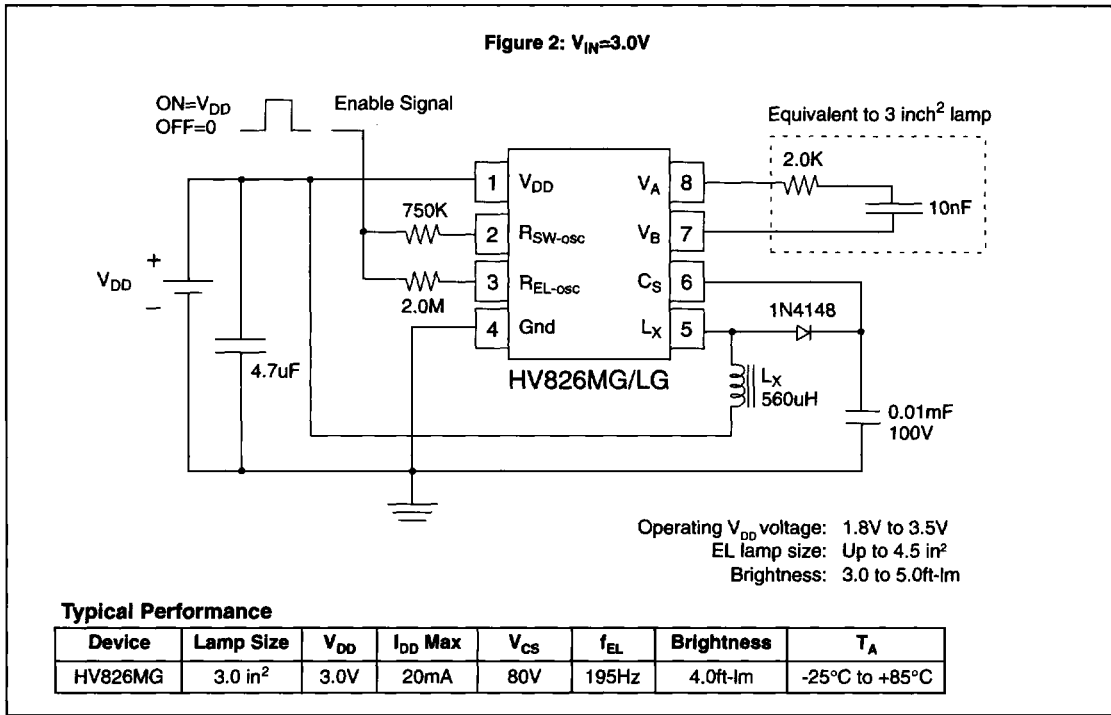 Figure 2: V_IN=3.0V
ON=V_DD
OFF=0
Enable Signal
Equivalent to 3 inch² lamp
2.0K
10nF
1 V_DD V_A 8
750K
2 R_SW-osc V_B 7
3 R_EL-osc C_S 6
2.0M
4 Gnd L_X 5
1N4148
HV826MG/LG
V_DD
+
–
4.7uF
L_X
560uH
0.01mF
100V
Operating V_DD voltage: 1.8V to 3.5V
EL lamp size: Up to 4.5 in²
Brightness: 3.0 to 5.0ft-lm
Typical Performance
Device Lamp Size V_DD I_DD Max V_CS f_EL Brightness T_A
HV826MG 3.0 in² 3.0V 20mA 80V 195Hz 4.0ft-lm -25°C to +85°C